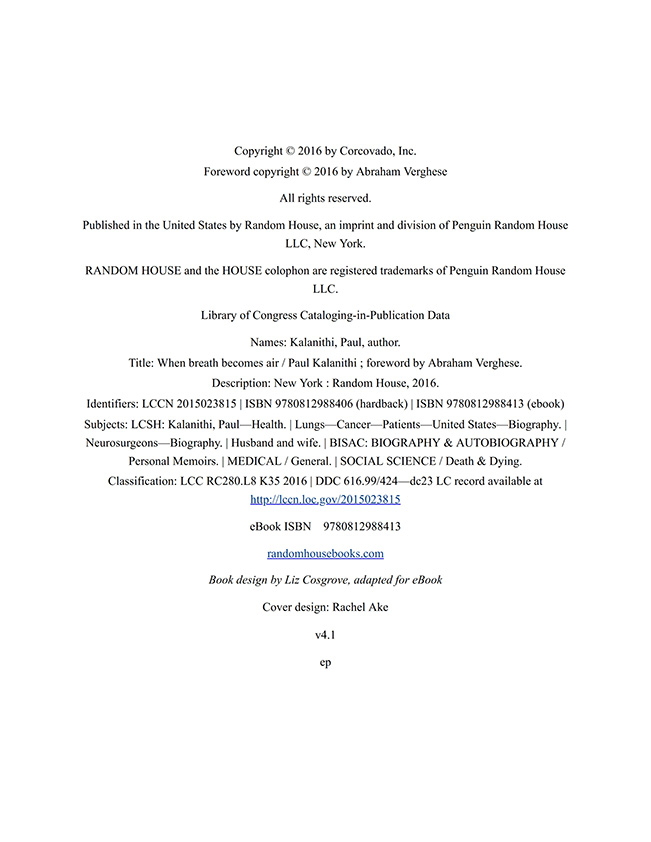 Copyright © 2016 by Corcovado, Inc.
Foreword copyright © 2016 by Abraham Verghese
All rights reserved.
Published in the United States by Random House, an imprint and division of Penguin Random House
LLC, New York.
RANDOM HOUSE and the HOUSE colophon are registered trademarks of Penguin Random House
LLC.
Library of Congress Cataloging-in-Publication Data
Names: Kalanithi, Paul, author.
Title: When breath becomes air / Paul Kalanithi ; foreword by Abraham Verghese.
Description: New York : Random House, 2016.
Identifiers: LCCN 2015023815 | ISBN 9780812988406 (hardback) | ISBN 9780812988413 (ebook)
Subjects: LCSH: Kalanithi, Paul—Health. | Lungs—Cancer—Patients—United States—Biography. |
Neurosurgeons—Biography. | Husband and wife. | BISAC: BIOGRAPHY & AUTOBIOGRAPHY /
Personal Memoirs. | MEDICAL / General. | SOCIAL SCIENCE / Death & Dying.
Classification: LCC RC280.L8 K35 2016 | DDC 616.99/424—dc23 LC record available at
http://lccn.loc.gov/2015023815
eBook ISBN 9780812988413
randomhousebooks.com
Book design by Liz Cosgrove, adapted for eBook
Cover design: Rachel Ake
v4.1
ep